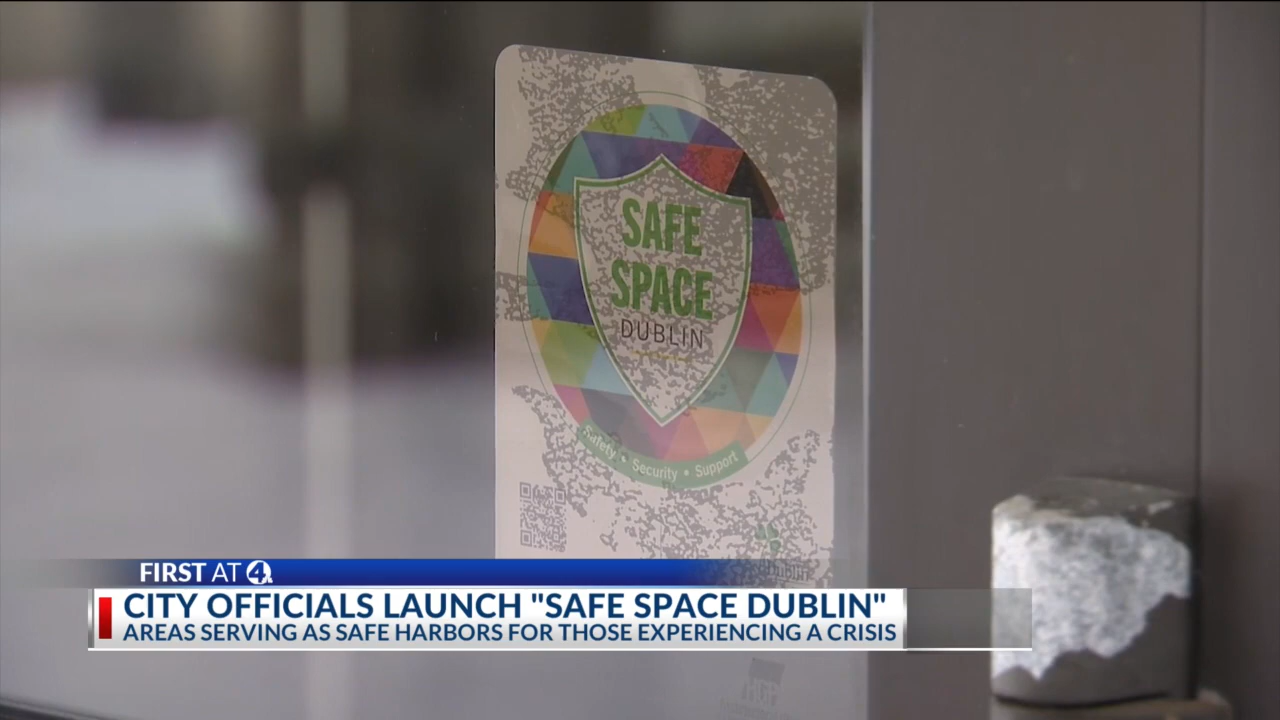 SAFE
SPACE
DUBLIN
Safety • Security • Support
FIRST AT 4
CITY OFFICIALS LAUNCH "SAFE SPACE DUBLIN"
AREAS SERVING AS SAFE HARBORS FOR THOSE EXPERIENCING A CRISIS